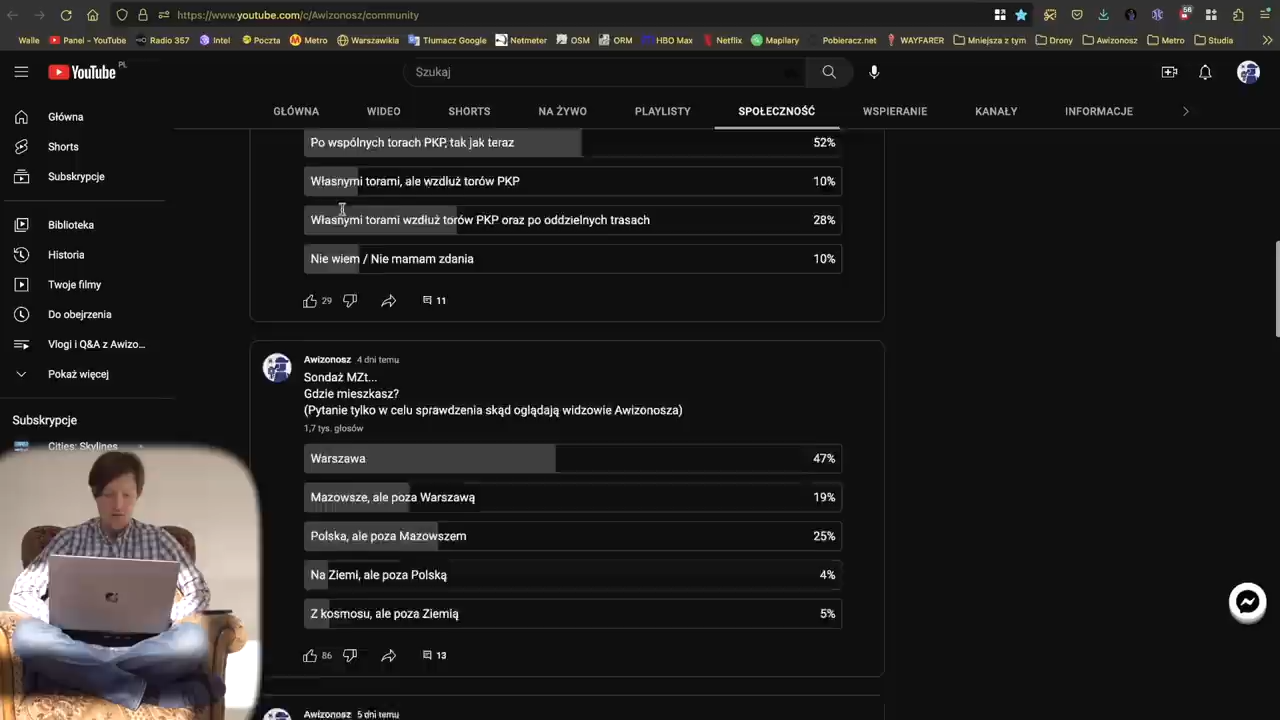 https://www.youtube.com/c/Awizonosz/community
56
Walle Panel - YouTube Radio 357 Intel Poczta Metro Warszawikia Tłumacz Google Netmeter OSM ORM HBO Max Netflix Mapilary Pobieracz.net WAYFARER Mniejsza z tym Drony Awizonosz Metro Studia
YouTube PL
Szukaj
GŁÓWNA WIDEO SHORTS NA ŻYWO PLAYLISTY SPOŁECZNOŚĆ WSPIERANIE KANAŁY INFORMACJE
Główna
Shorts
Subskrypcje
Biblioteka
Historia
Twoje filmy
Do obejrzenia
Vlogi i Q&A z Awizo...
Pokaż więcej
Subskrypcje
Cities: Skylines
Po wspólnych torach PKP, tak jak teraz 52%
Własnymi torami, ale wzdłuż torów PKP 10%
Własnymi torami wzdłuż torów PKP oraz po oddzielnych trasach 28%
Nie wiem / Nie mamam zdania 10%
29 11
Awizonosz 4 dni temu
Sondaż MZt...
Gdzie mieszkasz?
(Pytanie tylko w celu sprawdzenia skąd oglądają widzowie Awizonosza)
1,7 tys. głosów
Warszawa 47%
Mazowsze, ale poza Warszawą 19%
Polska, ale poza Mazowszem 25%
Na Ziemi, ale poza Polską 4%
Z kosmosu, ale poza Ziemią 5%
86 13
Awizonosz 5 dni temu